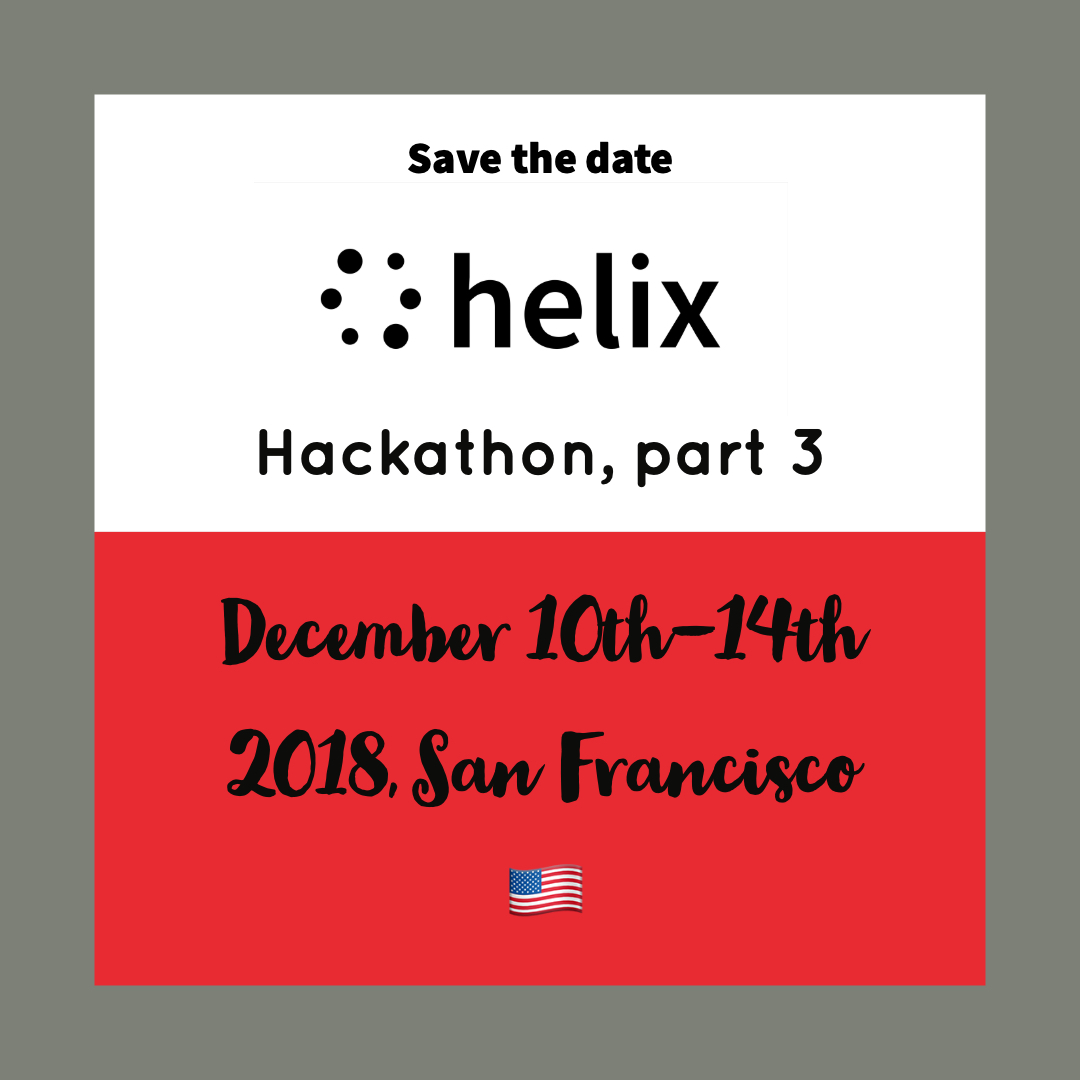 Save the date
helix
Hackathon, part 3
December 10th–14th
2018, San Francisco